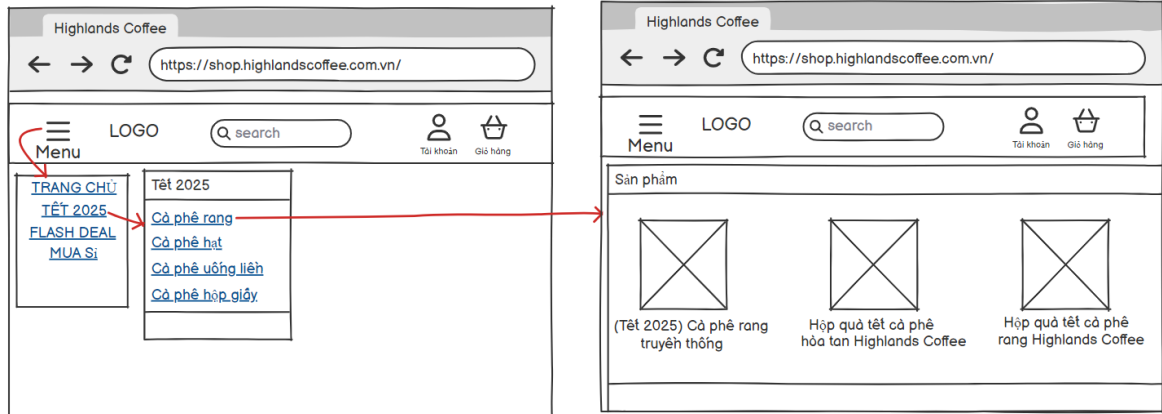 Highlands Coffee
https://shop.highlandscoffee.com.vn/
Menu
LOGO
search
Tài khoản
Giỏ hàng
TRANG CHỦ
TẾT 2025
FLASH DEAL
MUA Sỉ
Tết 2025
Cà phê rang
Cà phê hạt
Cà phê uống liền
Cà phê hộp giấy
Highlands Coffee
https://shop.highlandscoffee.com.vn/
Menu
LOGO
search
Tài khoản
Giỏ hàng
Sản phẩm
(Tết 2025) Cà phê rang
truyền thống
Hộp quà tết cà phê
hòa tan Highlands Coffee
Hộp quà tết cà phê
rang Highlands Coffee